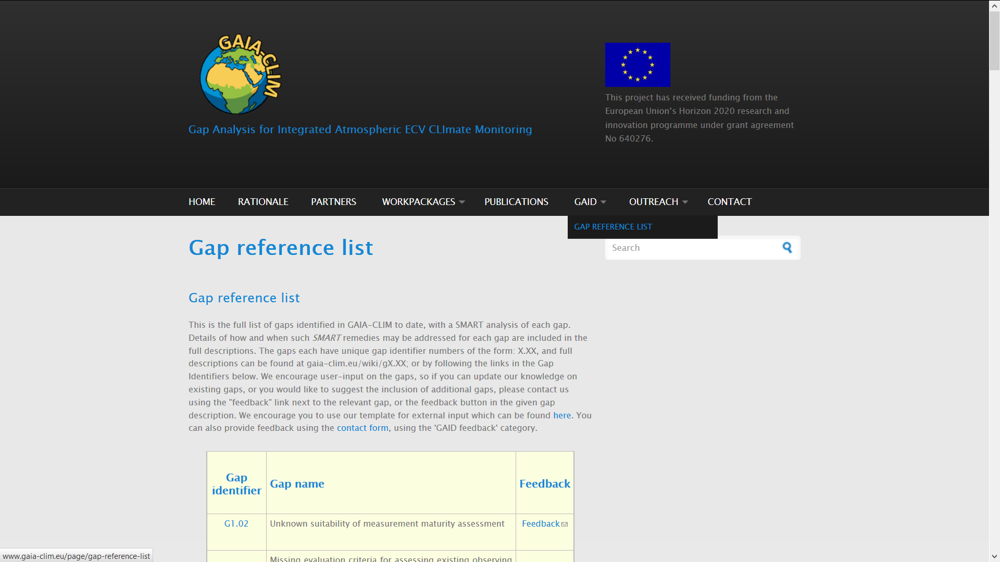 GAIA-CLIM
Gap Analysis for Integrated Atmospheric ECV CLImate Monitoring
This project has received funding from the
European Union’s Horizon 2020 research and
innovation programme under grant agreement
No 640276.
HOME RATIONALE PARTNERS WORKPACKAGES PUBLICATIONS GAID OUTREACH CONTACT
GAP REFERENCE LIST
Gap reference list
Search
Gap reference list
This is the full list of gaps identified in GAIA-CLIM to date, with a SMART analysis of each gap.
Details of how and when such SMART remedies may be addressed for each gap are included in the
full descriptions. The gaps each have unique gap identifier numbers of the form: X.XX, and full
descriptions can be found at gaia-clim.eu/wiki/gX.XX; or by following the links in the Gap
Identifiers below. We encourage user-input on the gaps, so if you can update our knowledge on
existing gaps, or you would like to suggest the inclusion of additional gaps, please contact us
using the "feedback" link next to the relevant gap, or the feedback button in the given gap
description. We encourage you to use our template for external input which can be found here. You
can also provide feedback using the contact form, using the 'GAID feedback' category.
Gap
identifier
Gap name
Feedback
G1.02 Unknown suitability of measurement maturity assessment Feedback
Missing evaluation criteria for assessing existing observing
www.gaia-clim.eu/page/gap-reference-list